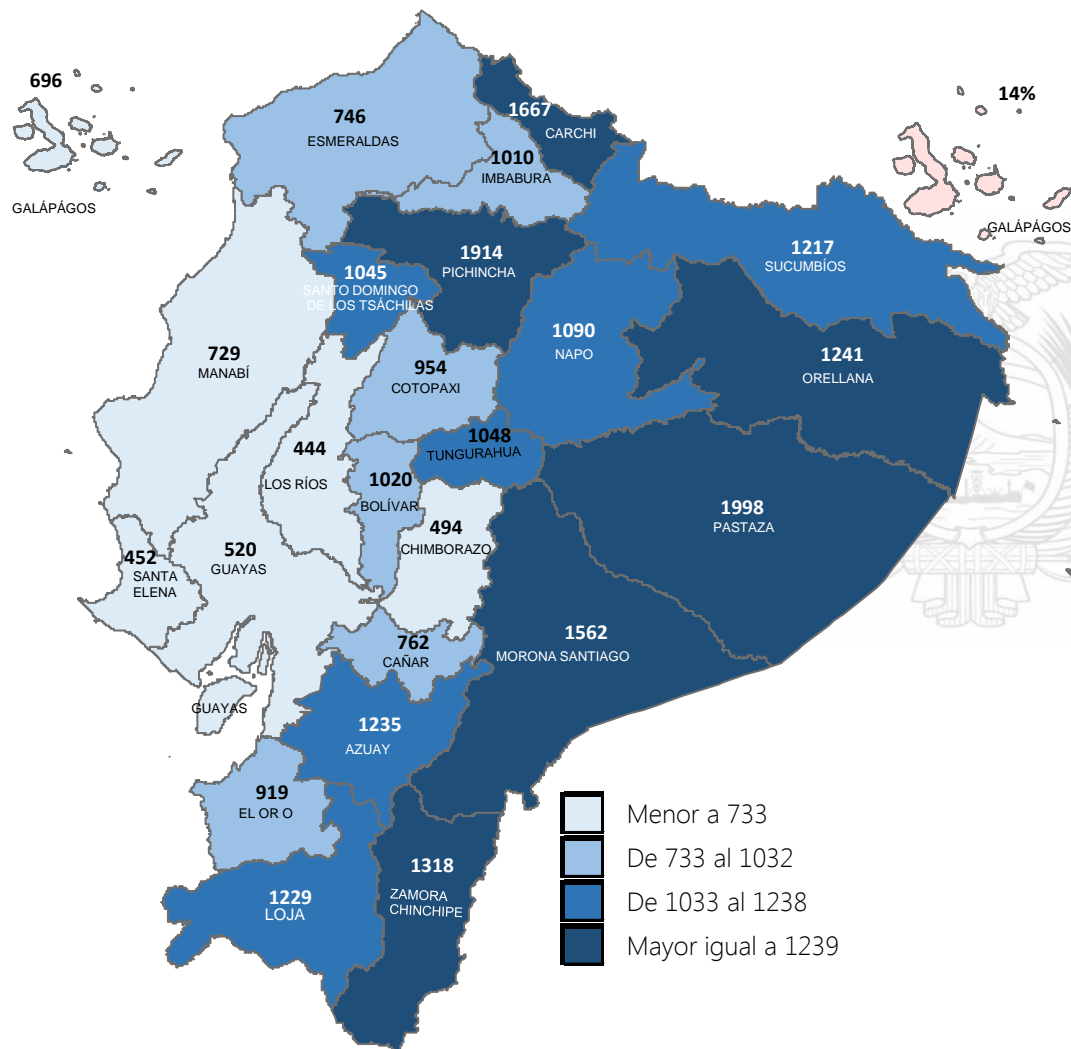 696
GALÁPÁGOS
746
ESMERALDAS
1667
CARCHI
1010
IMBABURA
14%
GALÁPÁGOS
1914
PICHINCHA
1217
SUCUMBÍOS
1045
SANTO DOMINGO
DE LOS TSÁCHILAS
729
MANABÍ
954
COTOPAXI
1090
NAPO
1241
ORELLANA
444
LOS RÍOS
1048
TUNGURAHUA
1020
BOLÍVAR
494
CHIMBORAZO
1998
PASTAZA
452
SANTA
ELENA
520
GUAYAS
762
CAÑAR
1562
MORONA SANTIAGO
GUAYAS
1235
AZUAY
919
EL OR O
1318
ZAMORA
CHINCHIPE
1229
LOJA
Menor a 733
De 733 al 1032
De 1033 al 1238
Mayor igual a 1239